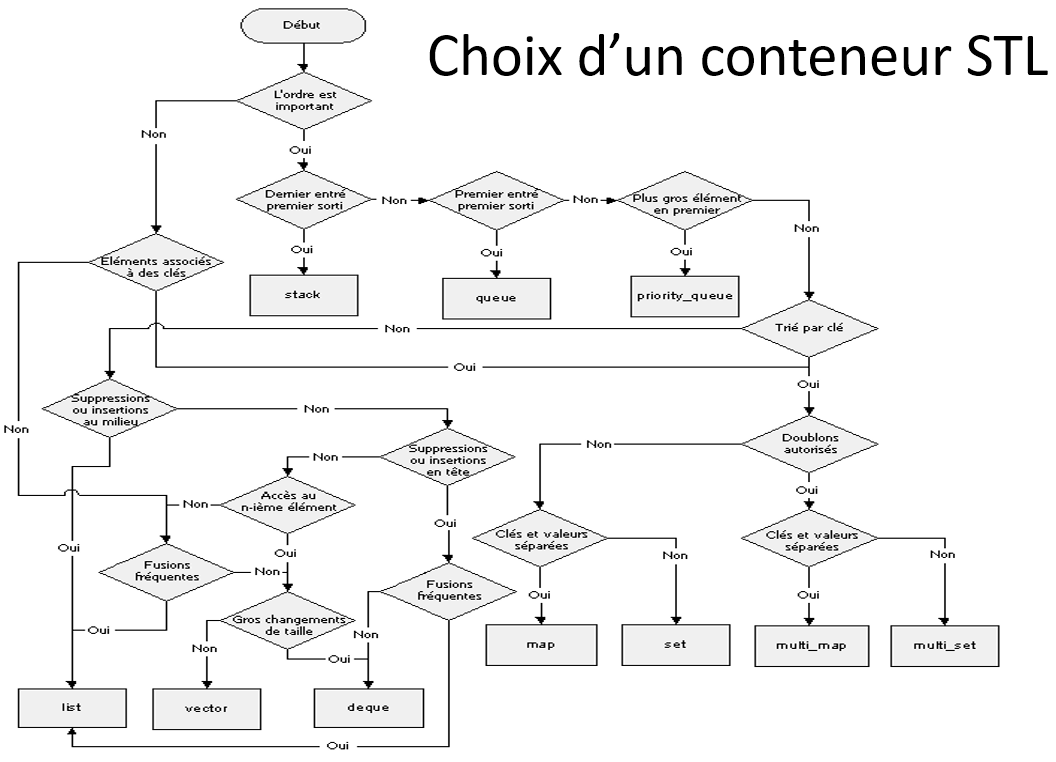 Début
Choix d’un conteneur STL
L'ordre est
important
Non
Oui
Dernier entré
premier sorti
Non
Premier entré
premier sorti
Non
Plus gros élément
en premier
Non
Oui
Oui
Oui
Eléments associés
à des clés
stack
queue
priority_queue
Non
Trié par clé
Oui
Oui
Suppressions
ou insertions
au milieu
Non
Non
Suppressions
ou insertions
en tête
Non
Non
Doublons
autorisés
Oui
Accès au
n-ième élément
Non
Oui
Clés et valeurs
séparées
Non
Clés et valeurs
séparées
Non
Oui
Oui
Fusions
fréquentes
Non
Fusions
fréquentes
Oui
Oui
Oui
Gros changements
de taille
Non
Non
Oui
map
set
multi_map
multi_set
list
vector
deque
Oui